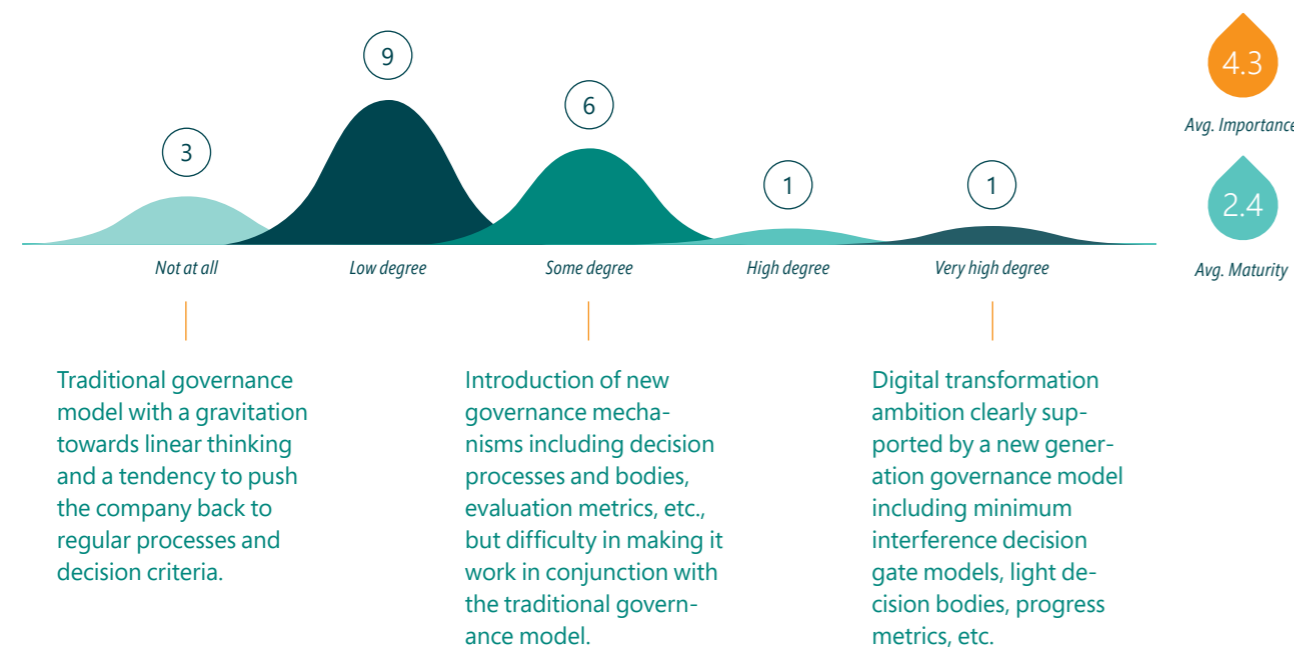 9
6
3
1
1
Not at all
Low degree
Some degree
High degree
Very high degree
4.3
Avg. Importance
2.4
Avg. Maturity
Traditional governance
model with a gravitation
towards linear thinking
and a tendency to push
the company back to
regular processes and
decision criteria.
Introduction of new
governance mecha-
nisms including decision
processes and bodies,
evaluation metrics, etc.,
but difficulty in making it
work in conjunction with
the traditional govern-
ance model.
Digital transformation
ambition clearly sup-
ported by a new gener-
ation governance model
including minimum
interference decision
gate models, light de-
cision bodies, progress
metrics, etc.